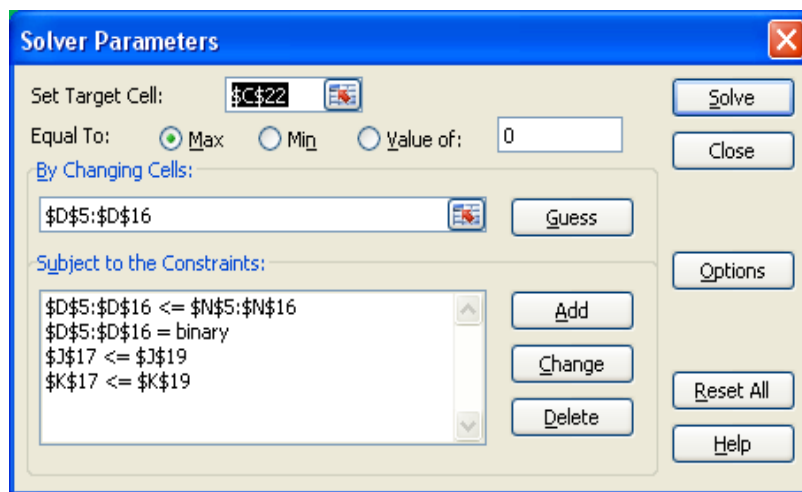 Solver Parameters
Set Target Cell: $C$22 Solve
Equal To: Max Min Value of: 0 Close
By Changing Cells:
$D$5:$D$16 Guess
Subject to the Constraints: Options
$D$5:$D$16 <= $N$5:$N$16 Add
$D$5:$D$16 = binary
$J$17 <= $J$19 Change
$K$17 <= $K$19 Reset All
Delete
Help